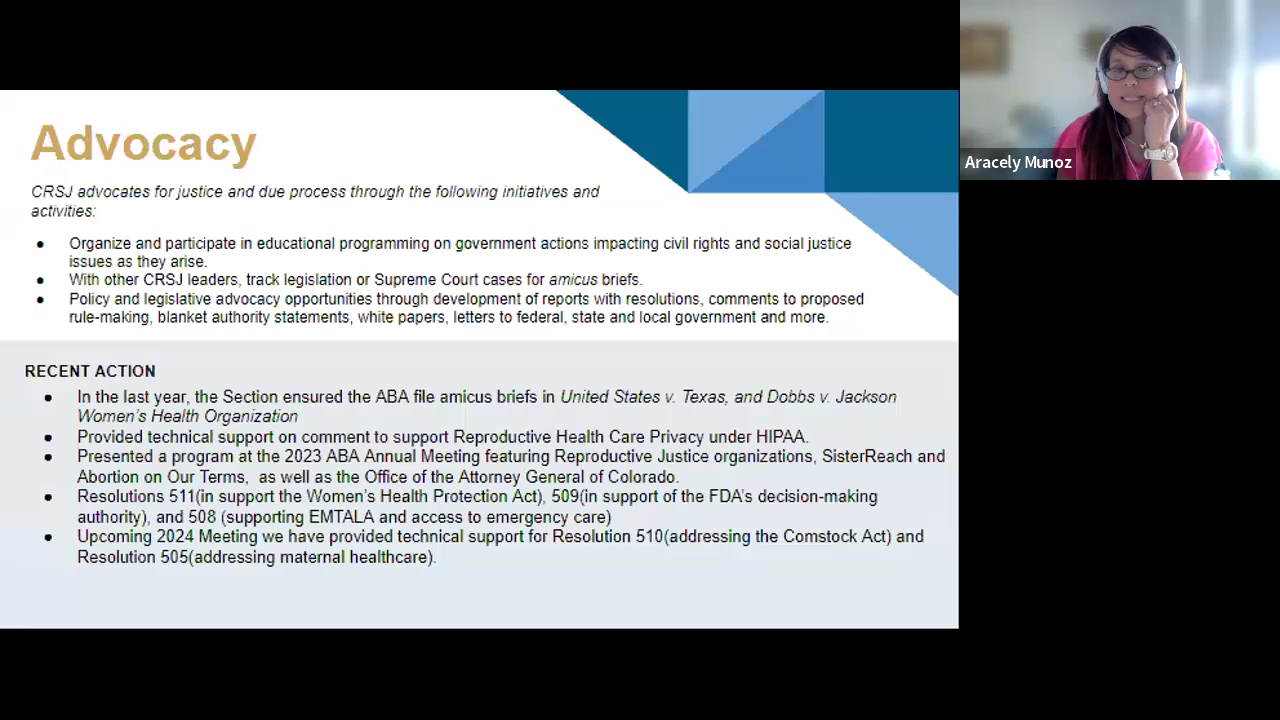 Advocacy
CRSJ advocates for justice and due process through the following initiatives and
activities:
● Organize and participate in educational programming on government actions impacting civil rights and social justice
issues as they arise.
● With other CRSJ leaders, track legislation or Supreme Court cases for amicus briefs.
● Policy and legislative advocacy opportunities through development of reports with resolutions, comments to proposed
rule-making, blanket authority statements, white papers, letters to federal, state and local government and more.
RECENT ACTION
● In the last year, the Section ensured the ABA file amicus briefs in United States v. Texas, and Dobbs v. Jackson
Women's Health Organization
● Provided technical support on comment to support Reproductive Health Care Privacy under HIPAA.
● Presented a program at the 2023 ABA Annual Meeting featuring Reproductive Justice organizations, SisterReach and
Abortion on Our Terms, as well as the Office of the Attorney General of Colorado.
● Resolutions 511(in support the Women's Health Protection Act), 509(in support of the FDA's decision-making
authority), and 508 (supporting EMTALA and access to emergency care)
● Upcoming 2024 Meeting we have provided technical support for Resolution 510(addressing the Comstock Act) and
Resolution 505(addressing maternal healthcare).
Aracely Munoz